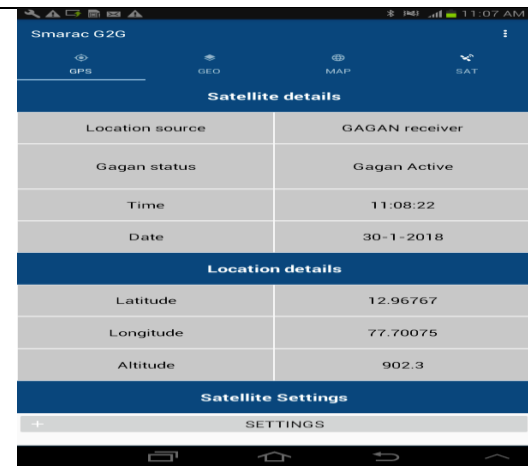 11:07 AM
Smarac G2G
GPS GEO MAP SAT
Satellite details
Location source GAGAN receiver
Gagan status Gagan Active
Time 11:08:22
Date 30-1-2018
Location details
Latitude 12.96767
Longitude 77.70075
Altitude 902.3
Satellite Settings
+ SETTINGS